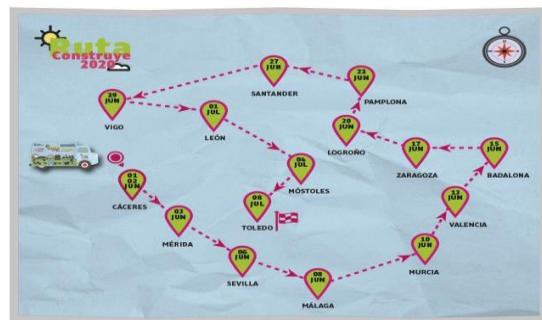 Ruta
Construye
2020
27
JUN
SANTANDER
22
JUN
PAMPLONA
29
JUN
VIGO
01
JUL
LEÓN
20
JUN
LOGROÑO
17
JUN
ZARAGOZA
15
JUN
BADALONA
04
JUL
MÓSTOLES
01
02
JUN
CÁCERES
08
JUL
TOLEDO
12
JUN
VALENCIA
03
JUN
MÉRIDA
10
JUN
MURCIA
06
JUN
SEVILLA
08
JUN
MÁLAGA